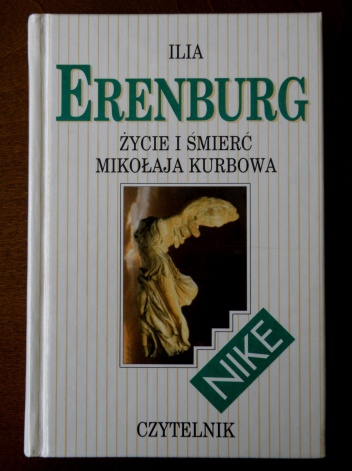 ILIA
ERENBURG
ŻYCIE I ŚMIERĆ
MIKOŁAJA KURBOWA
NIKE
CZYTELNIK